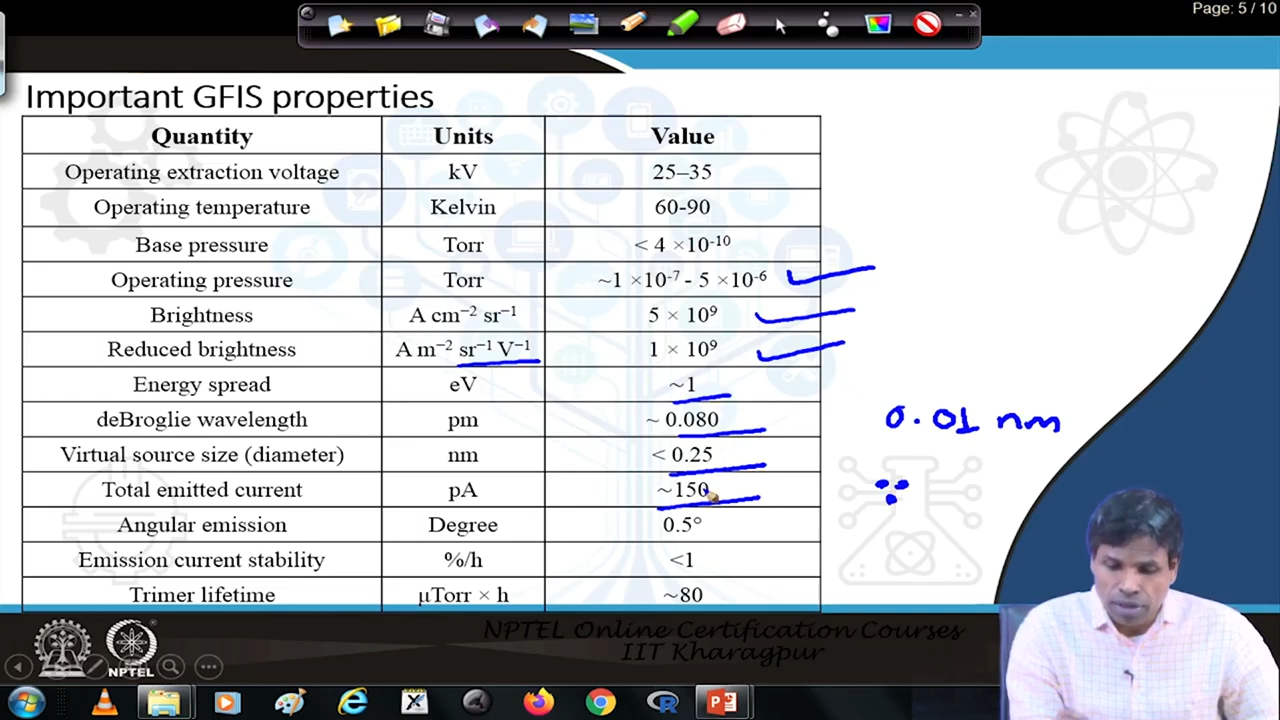 Page: 5 / 10
Important GFIS properties
Quantity Units Value
Operating extraction voltage kV 25–35
Operating temperature Kelvin 60-90
Base pressure Torr < 4 ×10-10
Operating pressure Torr ~1 ×10-7 - 5 ×10-6
Brightness A cm−2 sr−1 5 × 109
Reduced brightness A m−2 sr−1 V−1 1 × 109
Energy spread eV ~1
deBroglie wavelength pm ~ 0.080
0.01 nm
Virtual source size (diameter) nm < 0.25
Total emitted current pA ~150
Angular emission Degree 0.5°
Emission current stability %/h <1
Trimer lifetime μTorr × h ~80
NPTEL Online Certification Courses
IIT Kharagpur
NPTEL